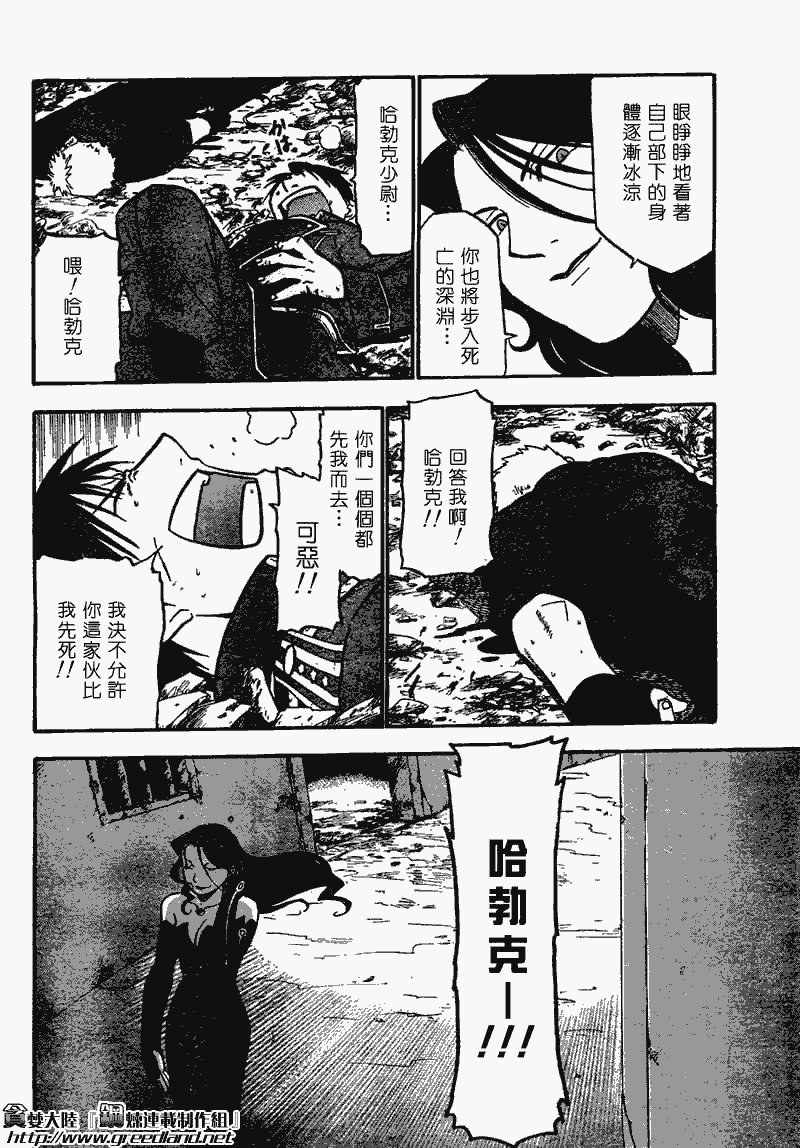 眼睜睜地看著
自己部下的身
體逐漸冰涼
你也將步入死
亡的深淵…
哈勃克少尉…
かは。
喂！哈勃克
回答我啊！
哈勃克!!
你們一個個都
先我而去…
可惡!!
我決不允許
你這家伙比
我先死!!
哈勃克ー!!!
貪婪大陸「鋼煉連載制作組」
http://www.greedland.net